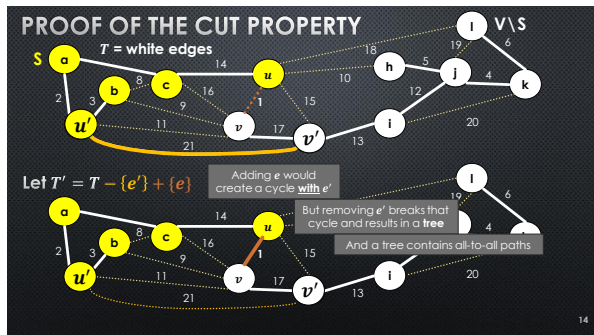 PROOF OF THE CUT PROPERTY
S
T = white edges
V\S
a
b
c
u
u'
v
v'
h
i
j
k
l
14
2
3
8
16
9
11
21
1
15
17
18
10
13
5
19
6
12
4
20
Let T' = T − {e'} + {e}
Adding e would
create a cycle with e'
But removing e' breaks that
cycle and results in a tree
And a tree contains all-to-all paths
a
b
c
u
u'
v
v'
i
l
14
2
3
8
16
9
11
21
1
17
13
19
6
20
14